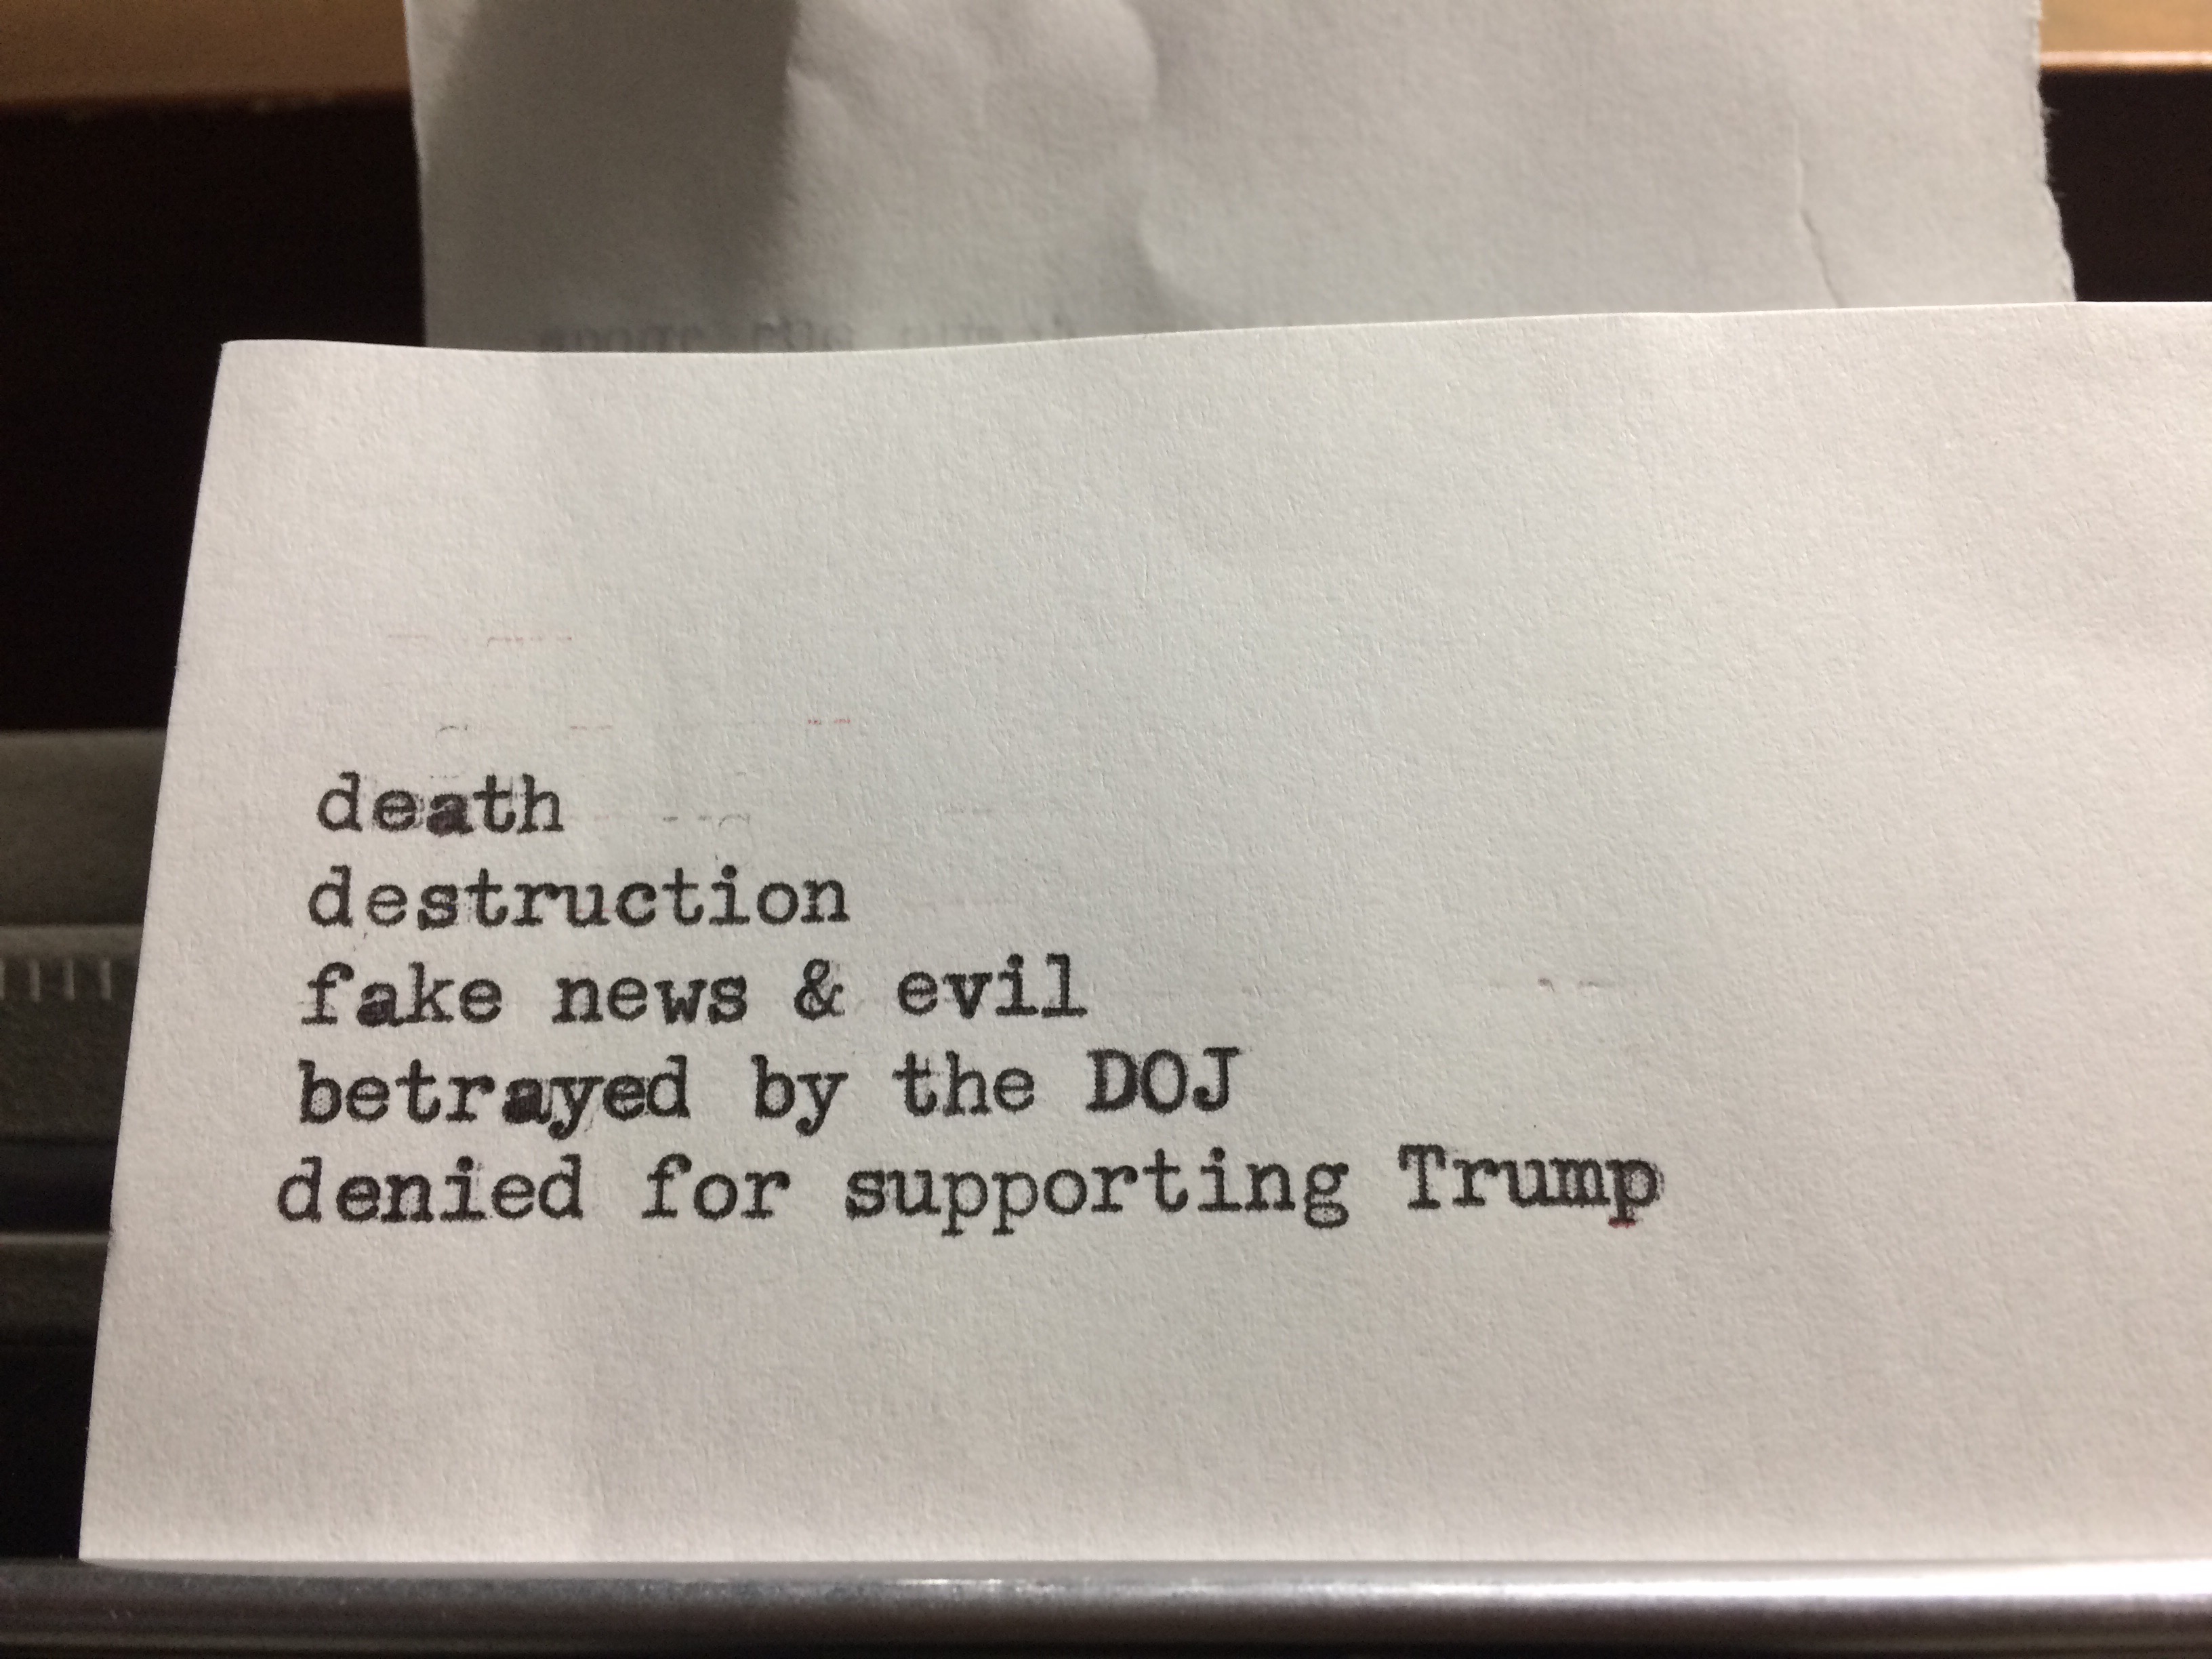 death
destruction
fake news & evil
betrayed by the DOJ
denied for supporting Trump